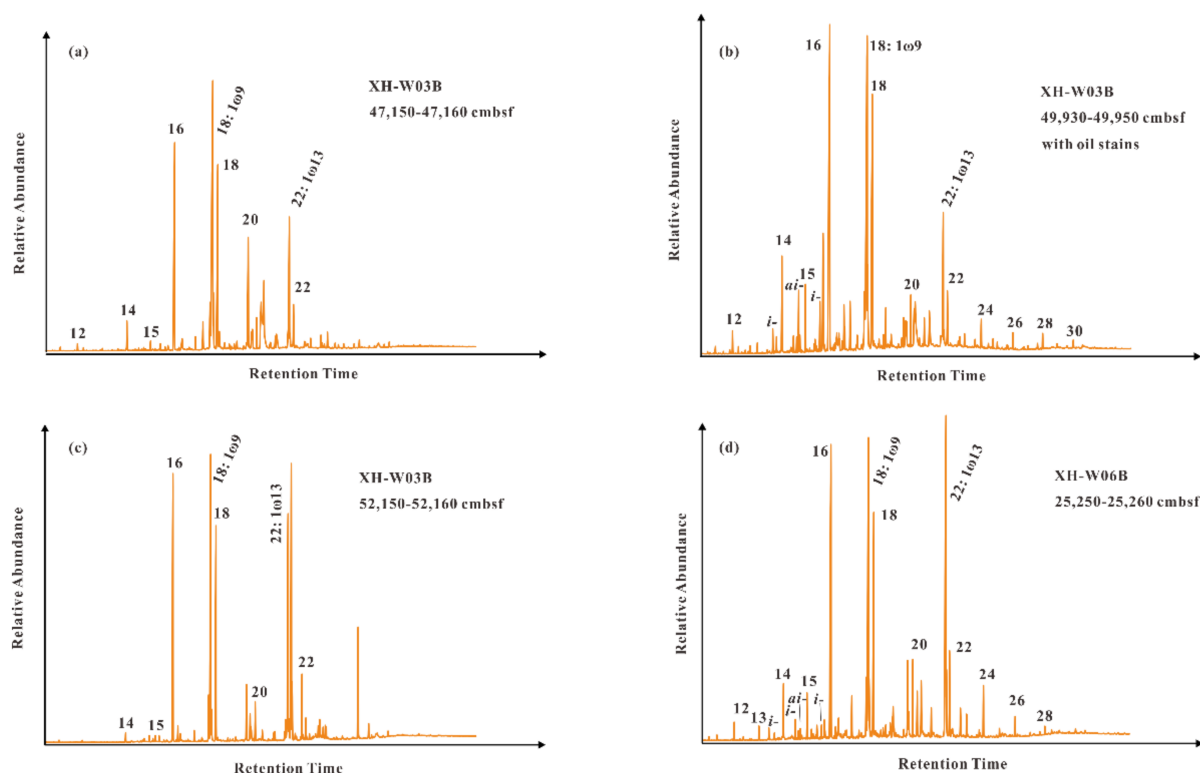 (a)
XH-W03B
47,150-47,160 cmbsf
16
18: 1ω9
18
20
22: 1ω13
22
14
12
15
Relative Abundance
Retention Time
(b)
XH-W03B
49,930-49,950 cmbsf
with oil stains
16
18: 1ω9
18
22: 1ω13
14
15
ai-
i-
i-
12
20
22
24
26
28
30
Relative Abundance
Retention Time
(c)
XH-W03B
52,150-52,160 cmbsf
16
18: 1ω9
18
22: 1ω13
22
20
14
15
Relative Abundance
Retention Time
(d)
XH-W06B
25,250-25,260 cmbsf
16
18: 1ω9
18
22: 1ω13
20
22
24
26
28
14
15
ai-
i-
i-
12
13
i-
Relative Abundance
Retention Time